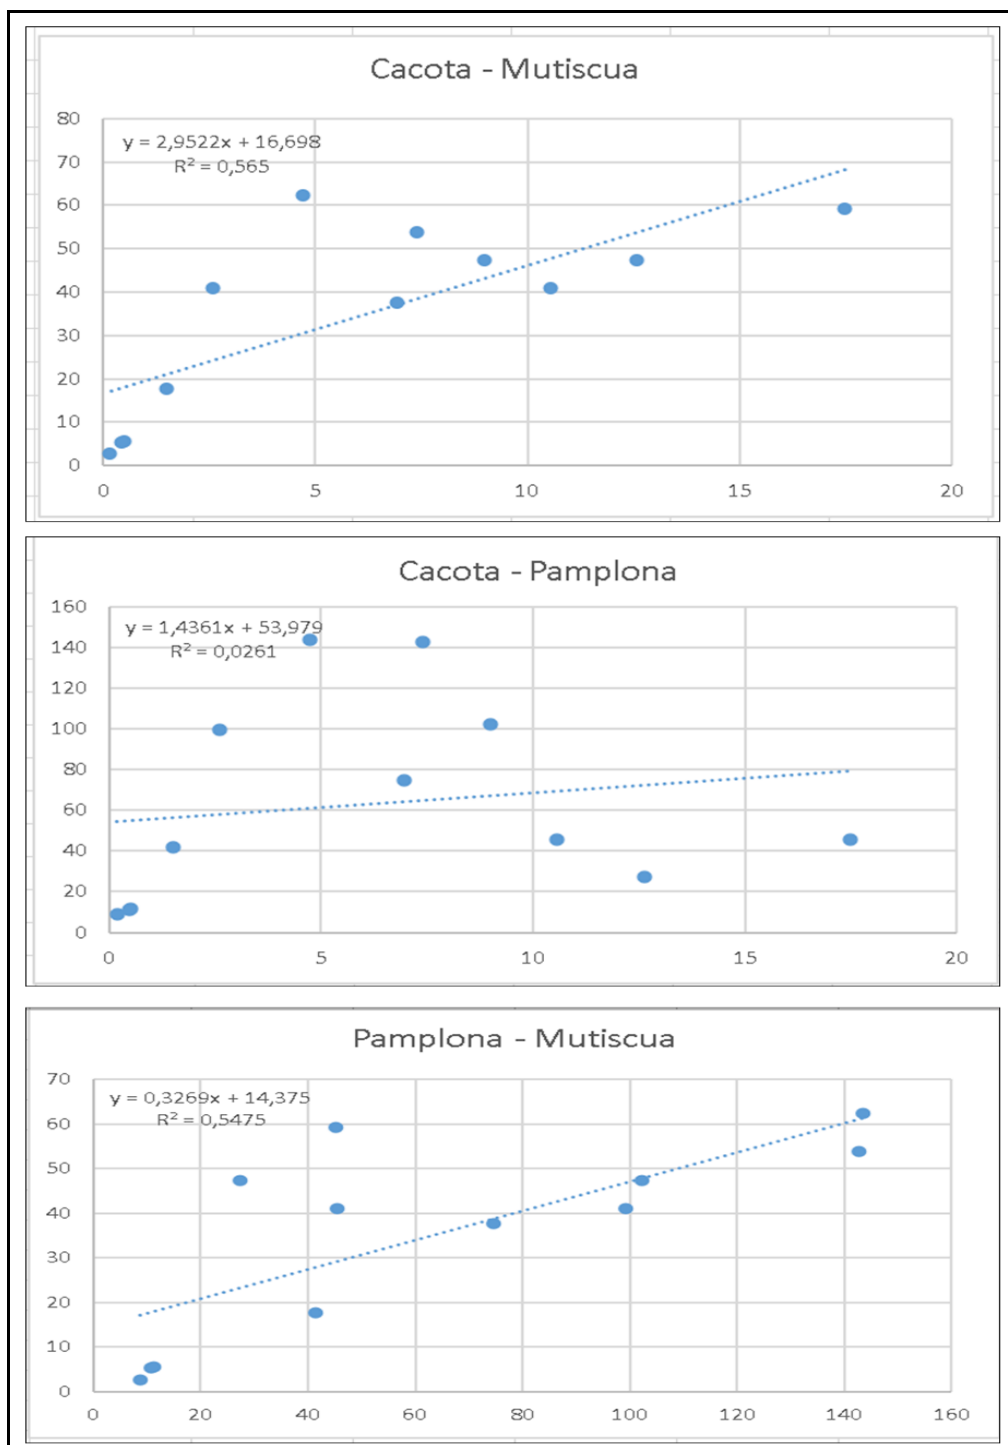 Cacota - Mutiscua
y = 2,9522x + 16,698
R² = 0,565
80
70
60
50
40
30
20
10
0
0 5 10 15 20
Cacota - Pamplona
y = 1,4361x + 53,979
R² = 0,0261
160
140
120
100
80
60
40
20
0
0 5 10 15 20
Pamplona - Mutiscua
y = 0,3269x + 14,375
R² = 0,5475
70
60
50
40
30
20
10
0
0 20 40 60 80 100 120 140 160